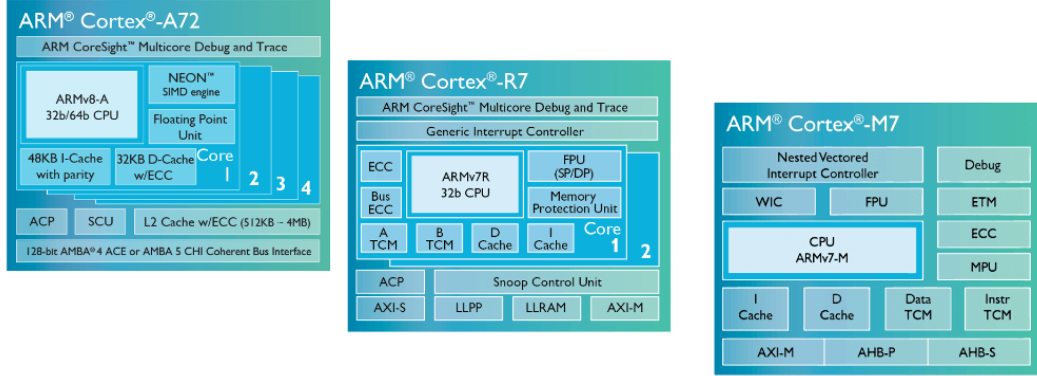 ARM® Cortex®-A72
ARM CoreSight™ Multicore Debug and Trace
ARMv8-A
32b/64b CPU
NEON™
SIMD engine
Floating Point
Unit
48KB I-Cache
with parity
32KB D-Cache
w/ECC
Core
1
2
3
4
ACP
SCU
L2 Cache w/ECC (512KB – 4MB)
128-bit AMBA®4 ACE or AMBA 5 CHI Coherent Bus Interface
ARM® Cortex®-R7
ARM CoreSight™ Multicore Debug and Trace
Generic Interrupt Controller
ECC
Bus
ECC
ARMv7R
32b CPU
FPU
(SP/DP)
Memory
Protection Unit
A
TCM
B
TCM
D
Cache
I
Cache
Core
1
2
ACP
Snoop Control Unit
AXI-S
LLPP
LLRAM
AXI-M
ARM® Cortex®-M7
Nested Vectored
Interrupt Controller
Debug
WIC
FPU
ETM
CPU
ARMv7-M
ECC
MPU
I
Cache
D
Cache
Data
TCM
Instr
TCM
AXI-M
AHB-P
AHB-S